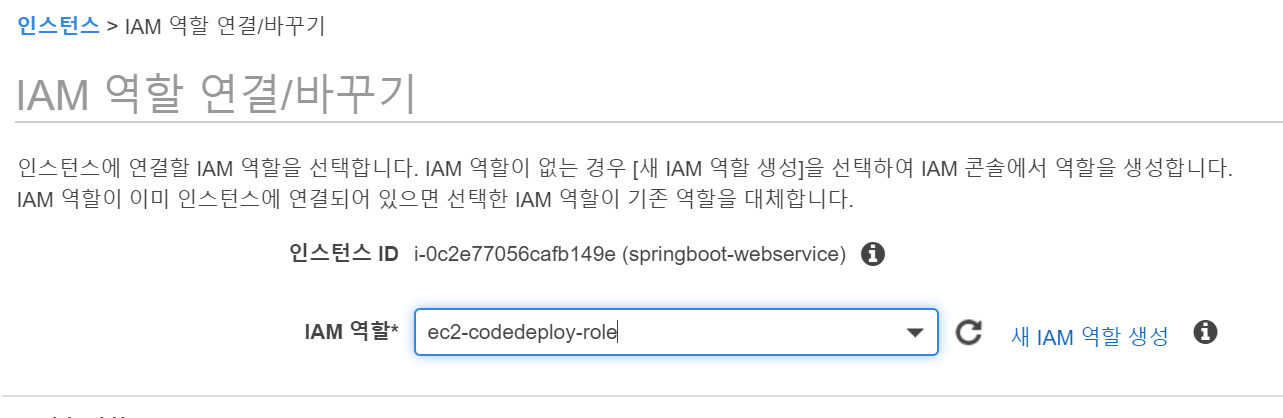 인스턴스 > IAM 역할 연결/바꾸기
IAM 역할 연결/바꾸기
인스턴스에 연결할 IAM 역할을 선택합니다. IAM 역할이 없는 경우 [새 IAM 역할 생성]을 선택하여 IAM 콘솔에서 역할을 생성합니다.
IAM 역할이 이미 인스턴스에 연결되어 있으면 선택한 IAM 역할이 기존 역할을 대체합니다.
인스턴스 ID i-0c2e77056cafb149e (springboot-webservice)
IAM 역할* ec2-codedeploy-role 새 IAM 역할 생성